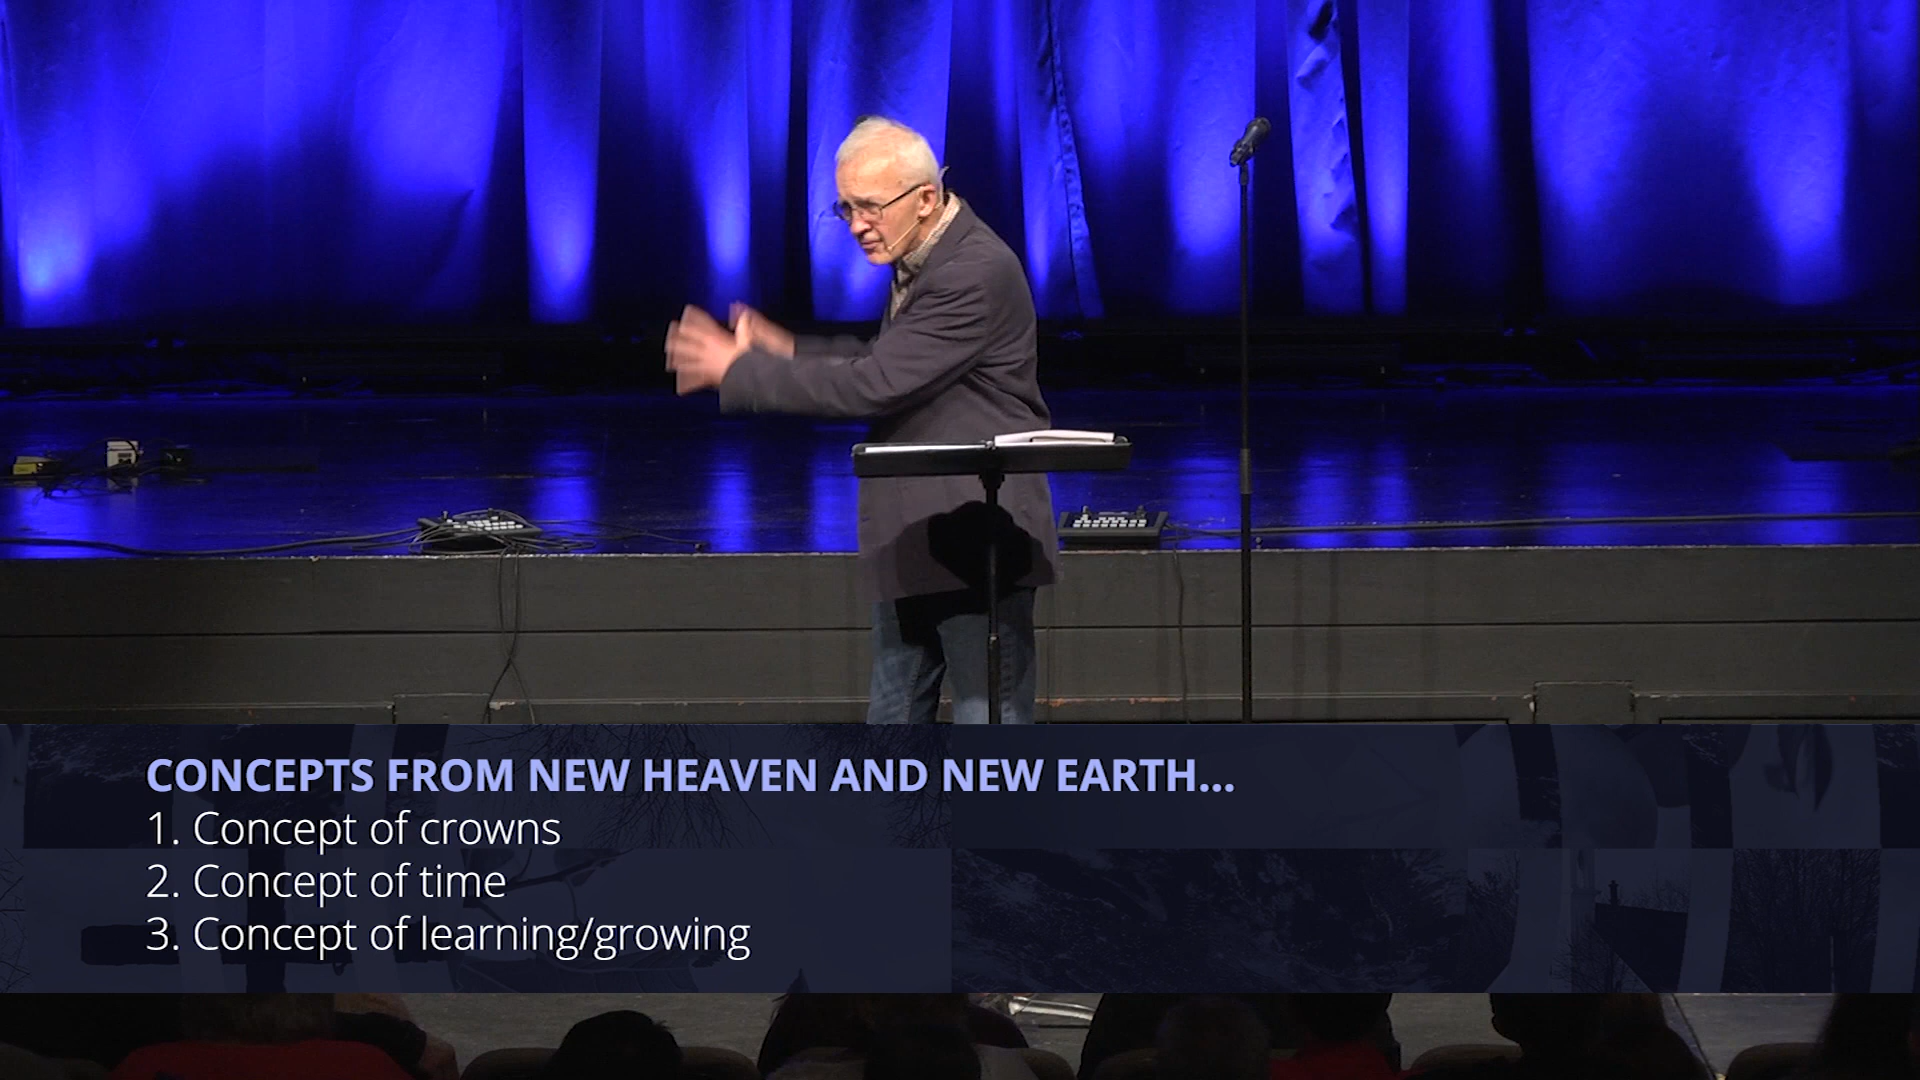 CONCEPTS FROM NEW HEAVEN AND NEW EARTH...
1. Concept of crowns
2. Concept of time
3. Concept of learning/growing